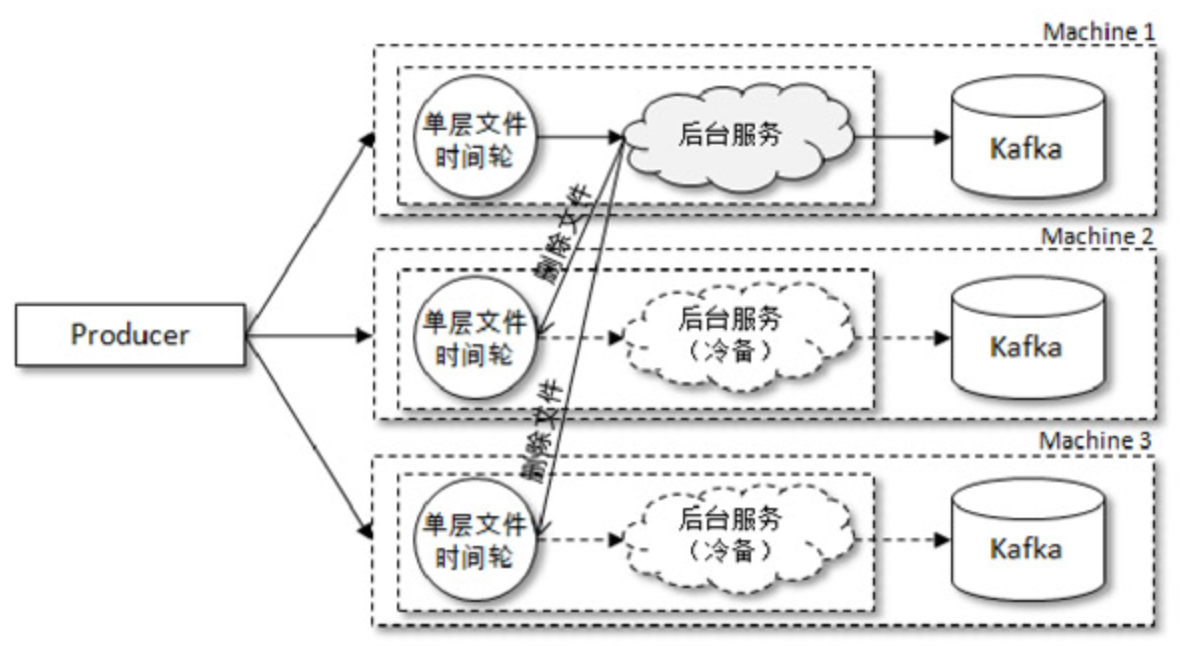 Machine 1
单层文件
时间轮
后台服务
Kafka
删除文件
Machine 2
Producer
单层文件
时间轮
后台服务
（冷备）
Kafka
删除文件
Machine 3
单层文件
时间轮
后台服务
（冷备）
Kafka